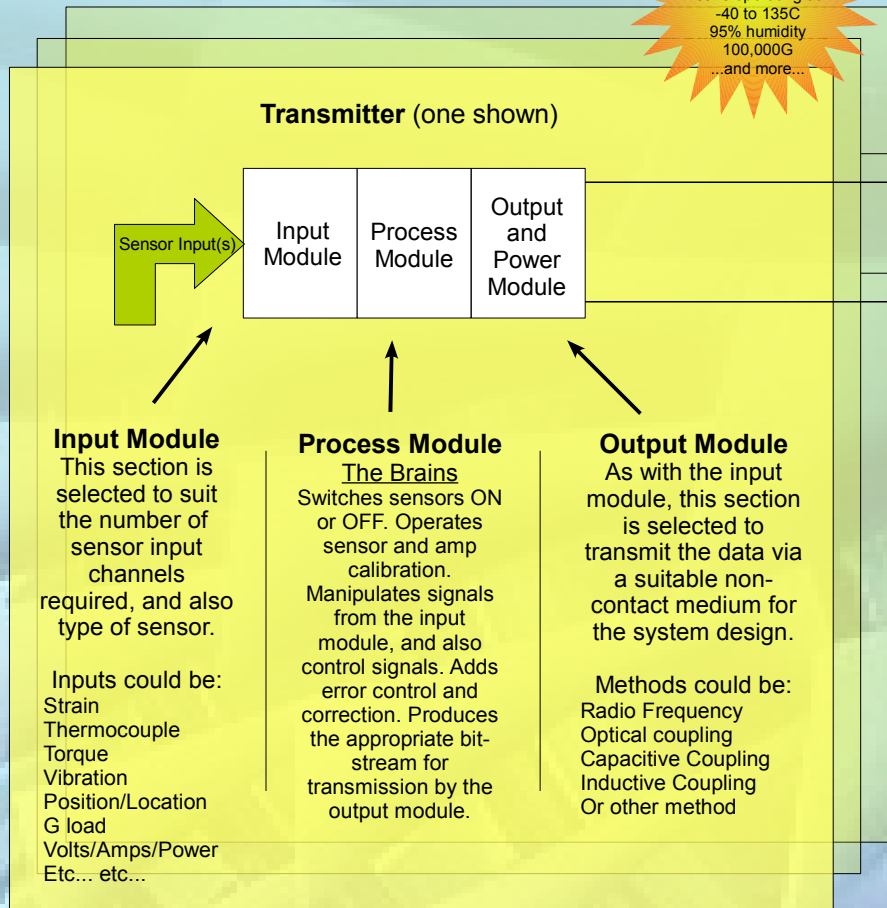 -40 to 135C
95% humidity
100,000G
...and more...
Transmitter (one shown)
Sensor Input(s)
Input
Module
Process
Module
Output
and
Power
Module
Input Module
This section is
selected to suit
the number of
sensor input
channels
required, and also
type of sensor.
Inputs could be:
Strain
Thermocouple
Torque
Vibration
Position/Location
G load
Volts/Amps/Power
Etc... etc...
Process Module
The Brains
Switches sensors ON
or OFF. Operates
sensor and amp
calibration.
Manipulates signals
from the input
module, and also
control signals. Adds
error control and
correction. Produces
the appropriate bit-
stream for
transmission by the
output module.
Output Module
As with the input
module, this section
is selected to
transmit the data via
a suitable non-
contact medium for
the system design.
Methods could be:
Radio Frequency
Optical coupling
Capacitive Coupling
Inductive Coupling
Or other method